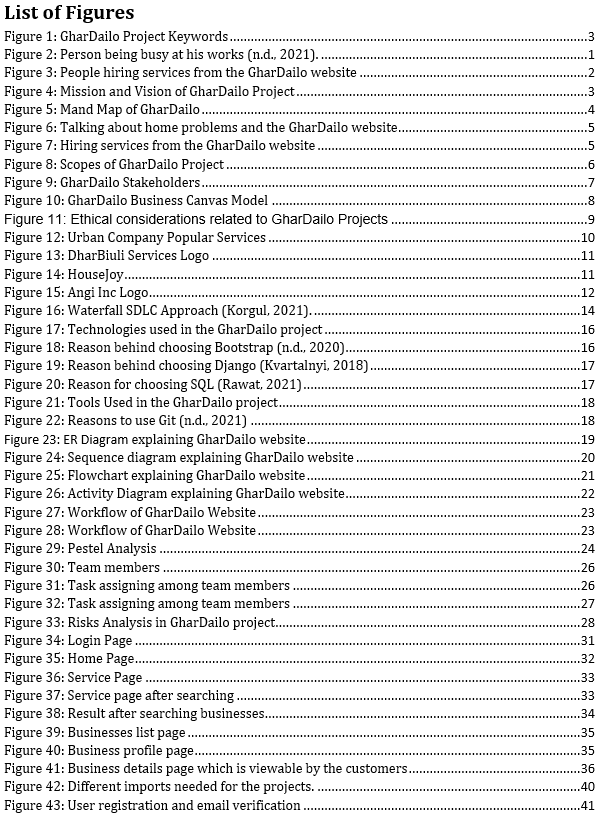 List of Figures
Figure 1: GharDailo Project Keywords 3
Figure 2: Person being busy at his works (n.d., 2021). 1
Figure 3: People hiring services from the GharDailo website 2
Figure 4: Mission and Vision of GharDailo Project 3
Figure 5: Mand Map of GharDailo 4
Figure 6: Talking about home problems and the GharDailo website 5
Figure 7: Hiring services from the GharDailo website 5
Figure 8: Scopes of GharDailo Project 6
Figure 9: GharDailo Stakeholders 7
Figure 10: GharDailo Business Canvas Model 8
Figure 11: Ethical considerations related to GharDailo Projects 9
Figure 12: Urban Company Popular Services 10
Figure 13: DharBiuli Services Logo 11
Figure 14: HouseJoy 11
Figure 15: Angi Inc Logo 12
Figure 16: Waterfall SDLC Approach (Korgul, 2021). 14
Figure 17: Technologies used in the GharDailo project 16
Figure 18: Reason behind choosing Bootstrap (n.d., 2020) 16
Figure 19: Reason behind choosing Django (Kvartalnyi, 2018) 17
Figure 20: Reason for choosing SQL (Rawat, 2021) 17
Figure 21: Tools Used in the GharDailo project 18
Figure 22: Reasons to use Git (n.d., 2021) 18
Figure 23: ER Diagram explaining GharDailo website 19
Figure 24: Sequence diagram explaining GharDailo website 20
Figure 25: Flowchart explaining GharDailo website 21
Figure 26: Activity Diagram explaining GharDailo website 22
Figure 27: Workflow of GharDailo Website 23
Figure 28: Workflow of GharDailo Website 23
Figure 29: Pestel Analysis 24
Figure 30: Team members 26
Figure 31: Task assigning among team members 26
Figure 32: Task assigning among team members 27
Figure 33: Risks Analysis in GharDailo project 28
Figure 34: Login Page 31
Figure 35: Home Page 32
Figure 36: Service Page 33
Figure 37: Service page after searching 33
Figure 38: Result after searching businesses 34
Figure 39: Businesses list page 35
Figure 40: Business profile page 35
Figure 41: Business details page which is viewable by the customers 36
Figure 42: Different imports needed for the projects. 40
Figure 43: User registration and email verification 41